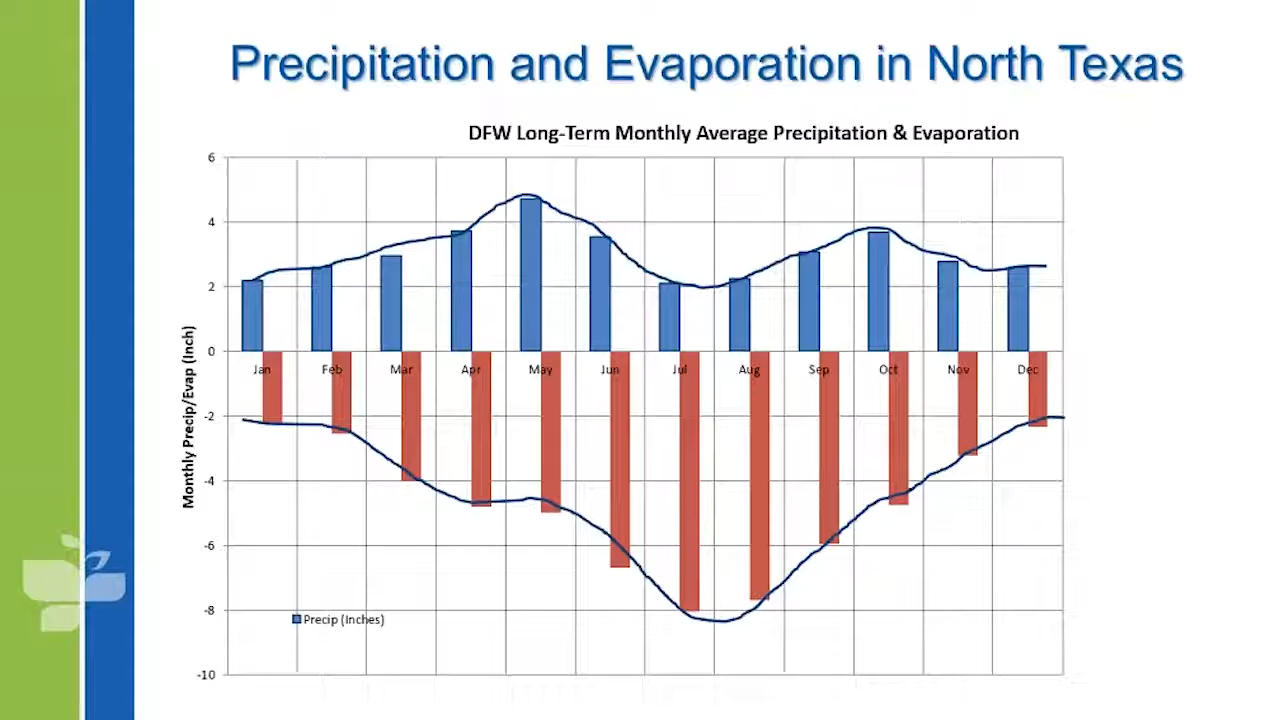 Precipitation and Evaporation in North Texas
DFW Long-Term Monthly Average Precipitation & Evaporation
Monthly Precip/Evap (Inch)
6
4
2
0
-2
-4
-6
-8
-10
Jan Feb Mar Apr May Jun Jul Aug Sep Oct Nov Dec
Precip (Inches)